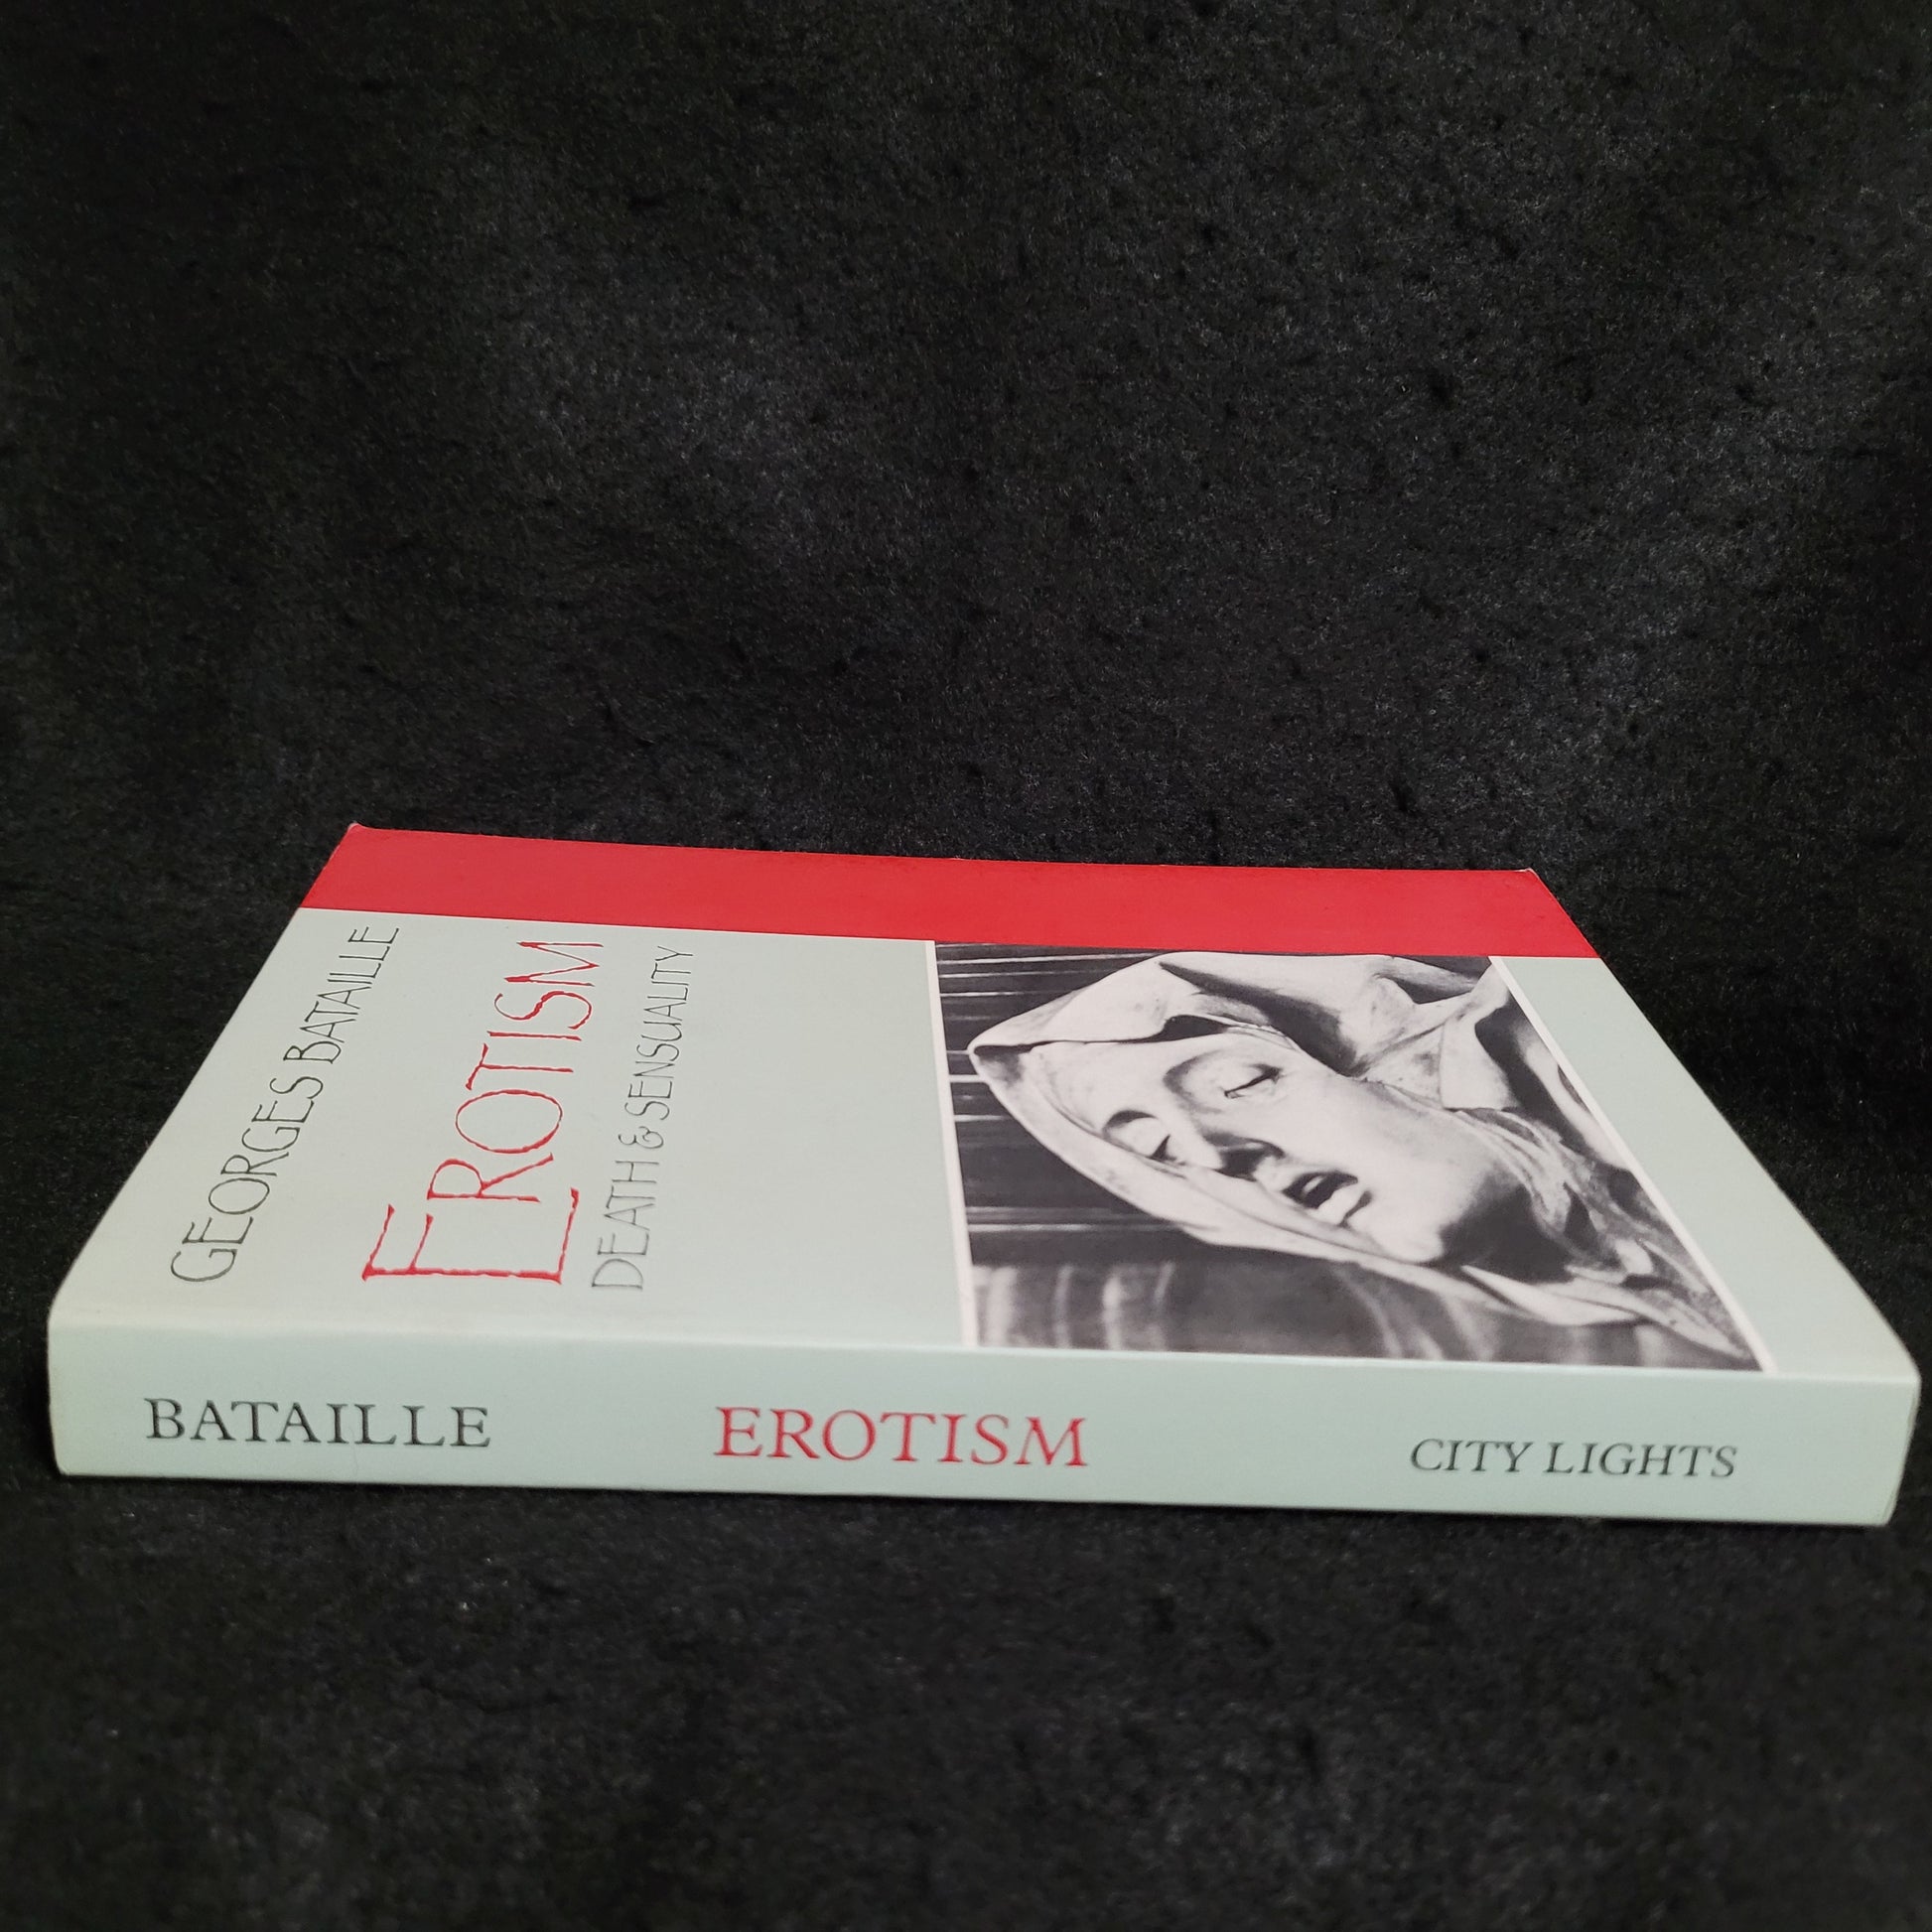 GEORGES BATAILLE
EROTISM
DEATH & SENSUALITY
BATAILLE EROTISM CITY LIGHTS